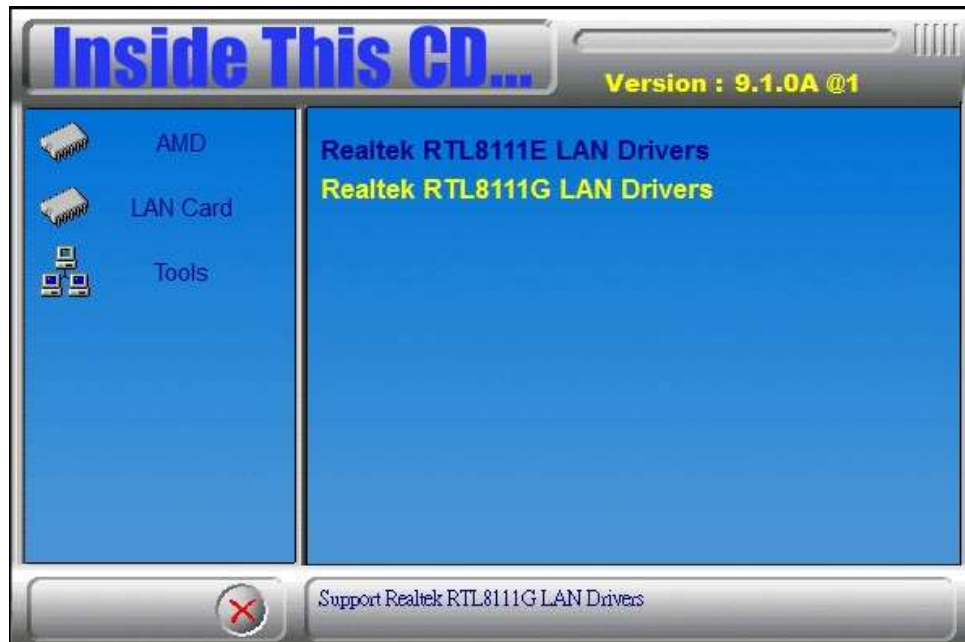 Inside This CD...
Version : 9.1.0A @1
AMD
LAN Card
Tools
Realtek RTL8111E LAN Drivers
Realtek RTL8111G LAN Drivers
Support Realtek RTL8111G LAN Drivers